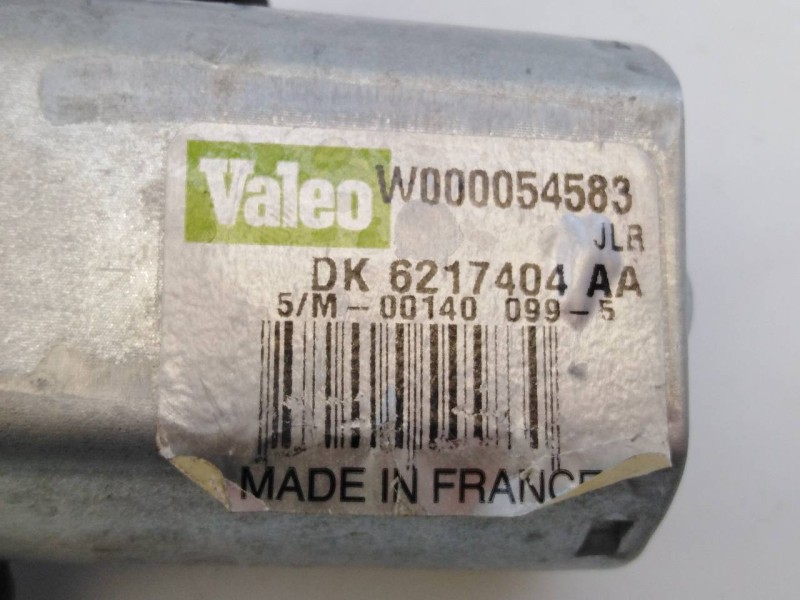 Valeo W000054583
JLR
DK 6217404 AA
5/M-00140 099-5
MADE IN FRANCE